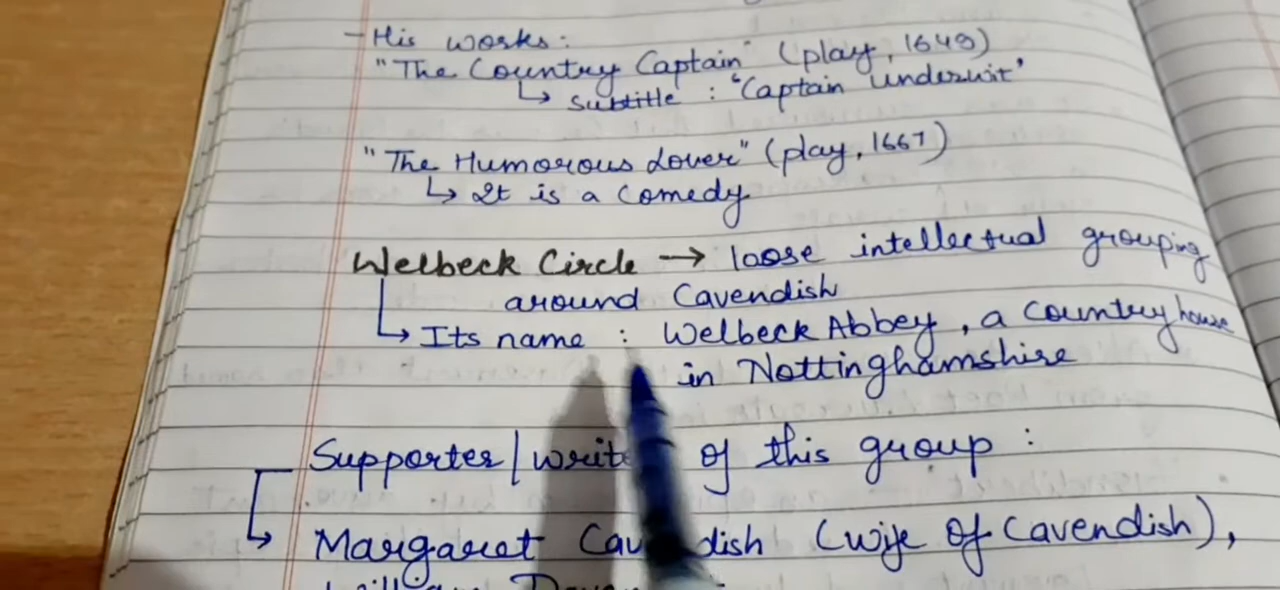 - His works:
"The Country Captain" (play, 1649)
↳ subtitle : 'Captain Underwit'
"The Humorous Lover" (play, 1667)
↳ It is a comedy
Welbeck Circle → loose intellectual grouping
around Cavendish
↳ Its name : Welbeck Abbey, a country house
in Nottinghamshire
Supporter/ of this group :
↳ Margaret Cavendish (wife of Cavendish),